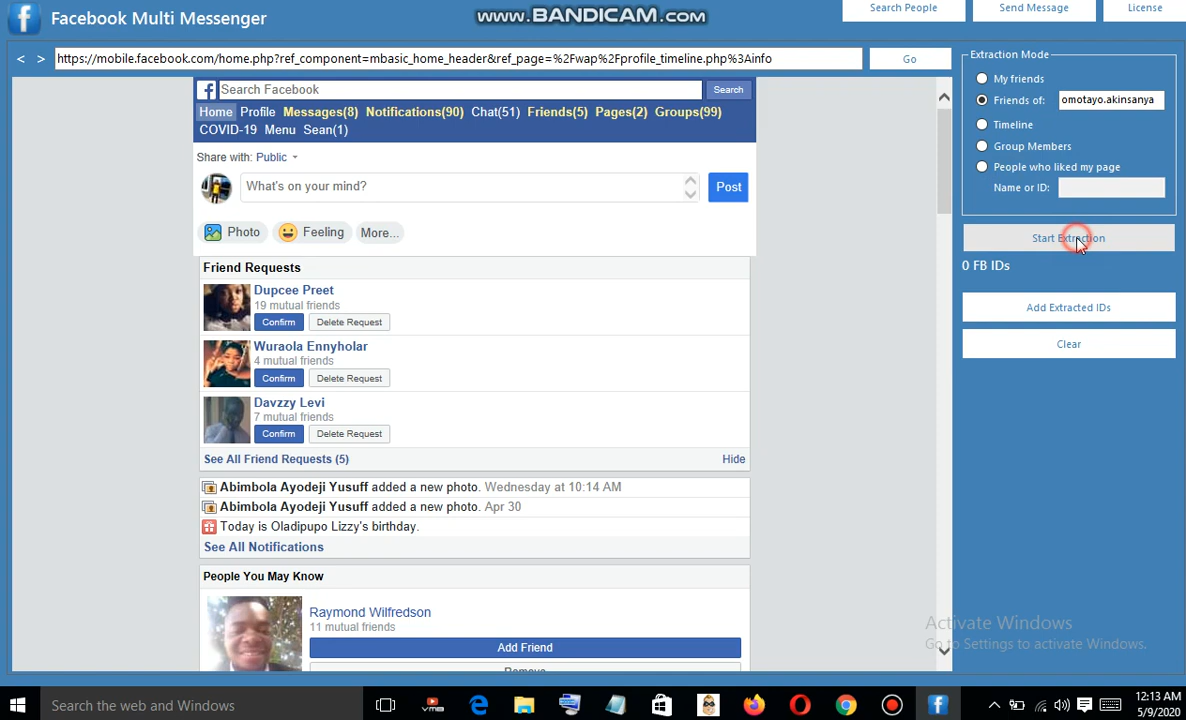 Facebook Multi Messenger
www.BANDICAM.com
Search People
Send Message
License
< >
https://mobile.facebook.com/home.php?ref_component=mbasic_home_header&ref_page=%2Fwap%2Fprofile_timeline.php%3Ainfo
Go
Search Facebook
Search
Home Profile Messages(8) Notifications(90) Chat(51) Friends(5) Pages(2) Groups(99)
COVID-19 Menu Sean(1)
Share with: Public
What's on your mind?
Post
Photo
Feeling
More...
Friend Requests
Dupcee Preet
19 mutual friends
Confirm Delete Request
Wuraola Ennyholar
4 mutual friends
Confirm Delete Request
Davzzy Levi
7 mutual friends
Confirm Delete Request
See All Friend Requests (5)
Hide
Abimbola Ayodeji Yusuff added a new photo. Wednesday at 10:14 AM
Abimbola Ayodeji Yusuff added a new photo. Apr 30
Today is Oladipupo Lizzy's birthday.
See All Notifications
People You May Know
Raymond Wilfredson
11 mutual friends
Add Friend
Remove
Extraction Mode
My friends
Friends of: omotayo.akinsanya
Timeline
Group Members
People who liked my page
Name or ID:
Start Extraction
0 FB IDs
Add Extracted IDs
Clear
Activate Windows
Go to Settings to activate Windows.
Search the web and Windows
12:13 AM
5/9/2020